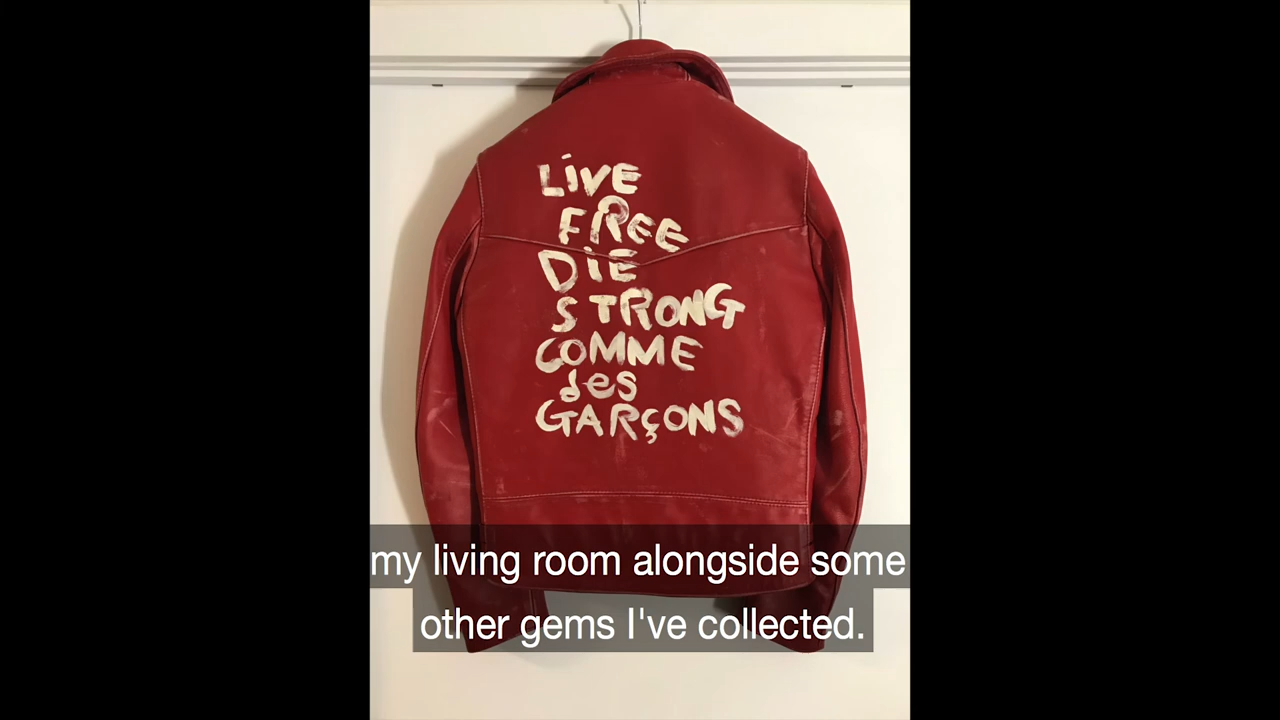 LiVE
FREE
DiE
STRONG
COMME
des
GARÇONS
my living room alongside some
other gems I've collected.